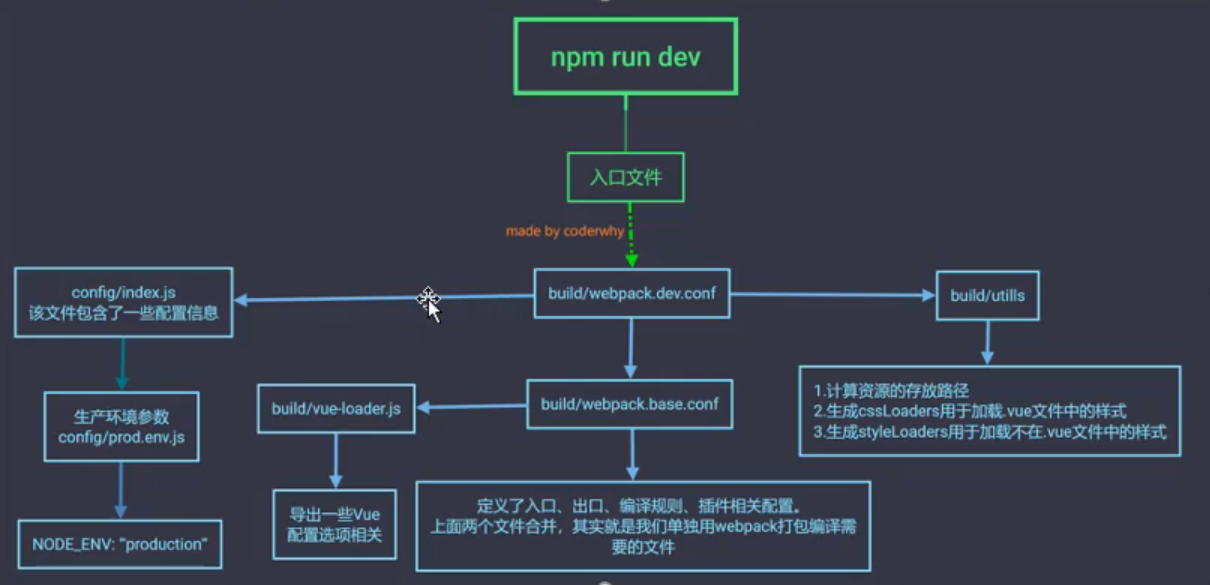 npm run dev
入口文件
made by coderwhy
config/index.js
该文件包含了一些配置信息
build/webpack.dev.conf
build/utills
生产环境参数
config/prod.env.js
build/vue-loader.js
build/webpack.base.conf
1.计算资源的存放路径
2.生成cssLoaders用于加载.vue文件中的样式
3.生成styleLoaders用于加载不在.vue文件中的样式
NODE_ENV: "production"
导出一些Vue
配置选项相关
定义了入口、出口、编译规则、插件相关配置。
上面两个文件合并，其实就是我们单独用webpack打包编译需
要的文件